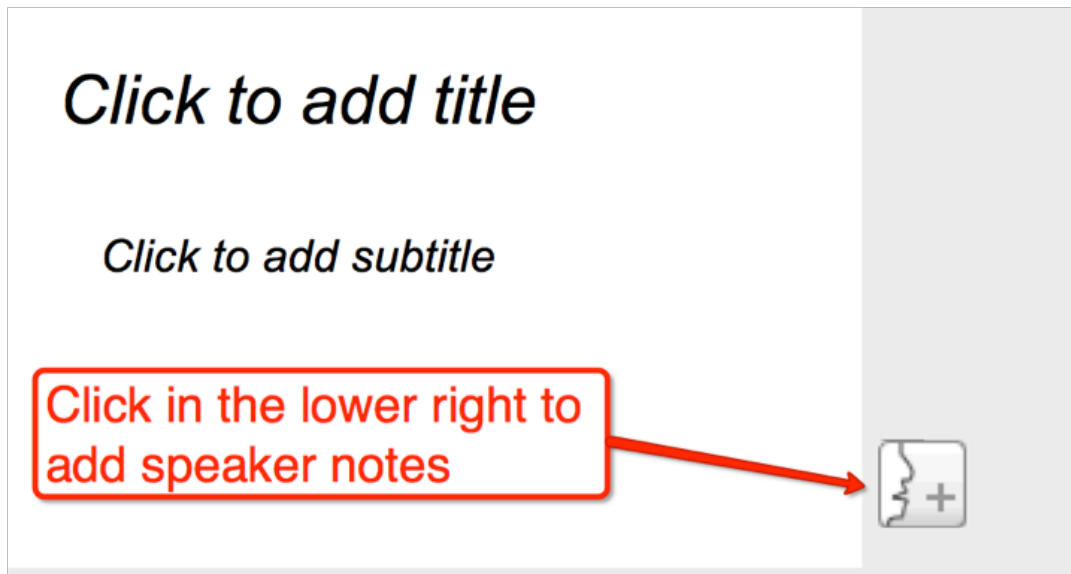 Click to add title
Click to add subtitle
Click in the lower right to
add speaker notes